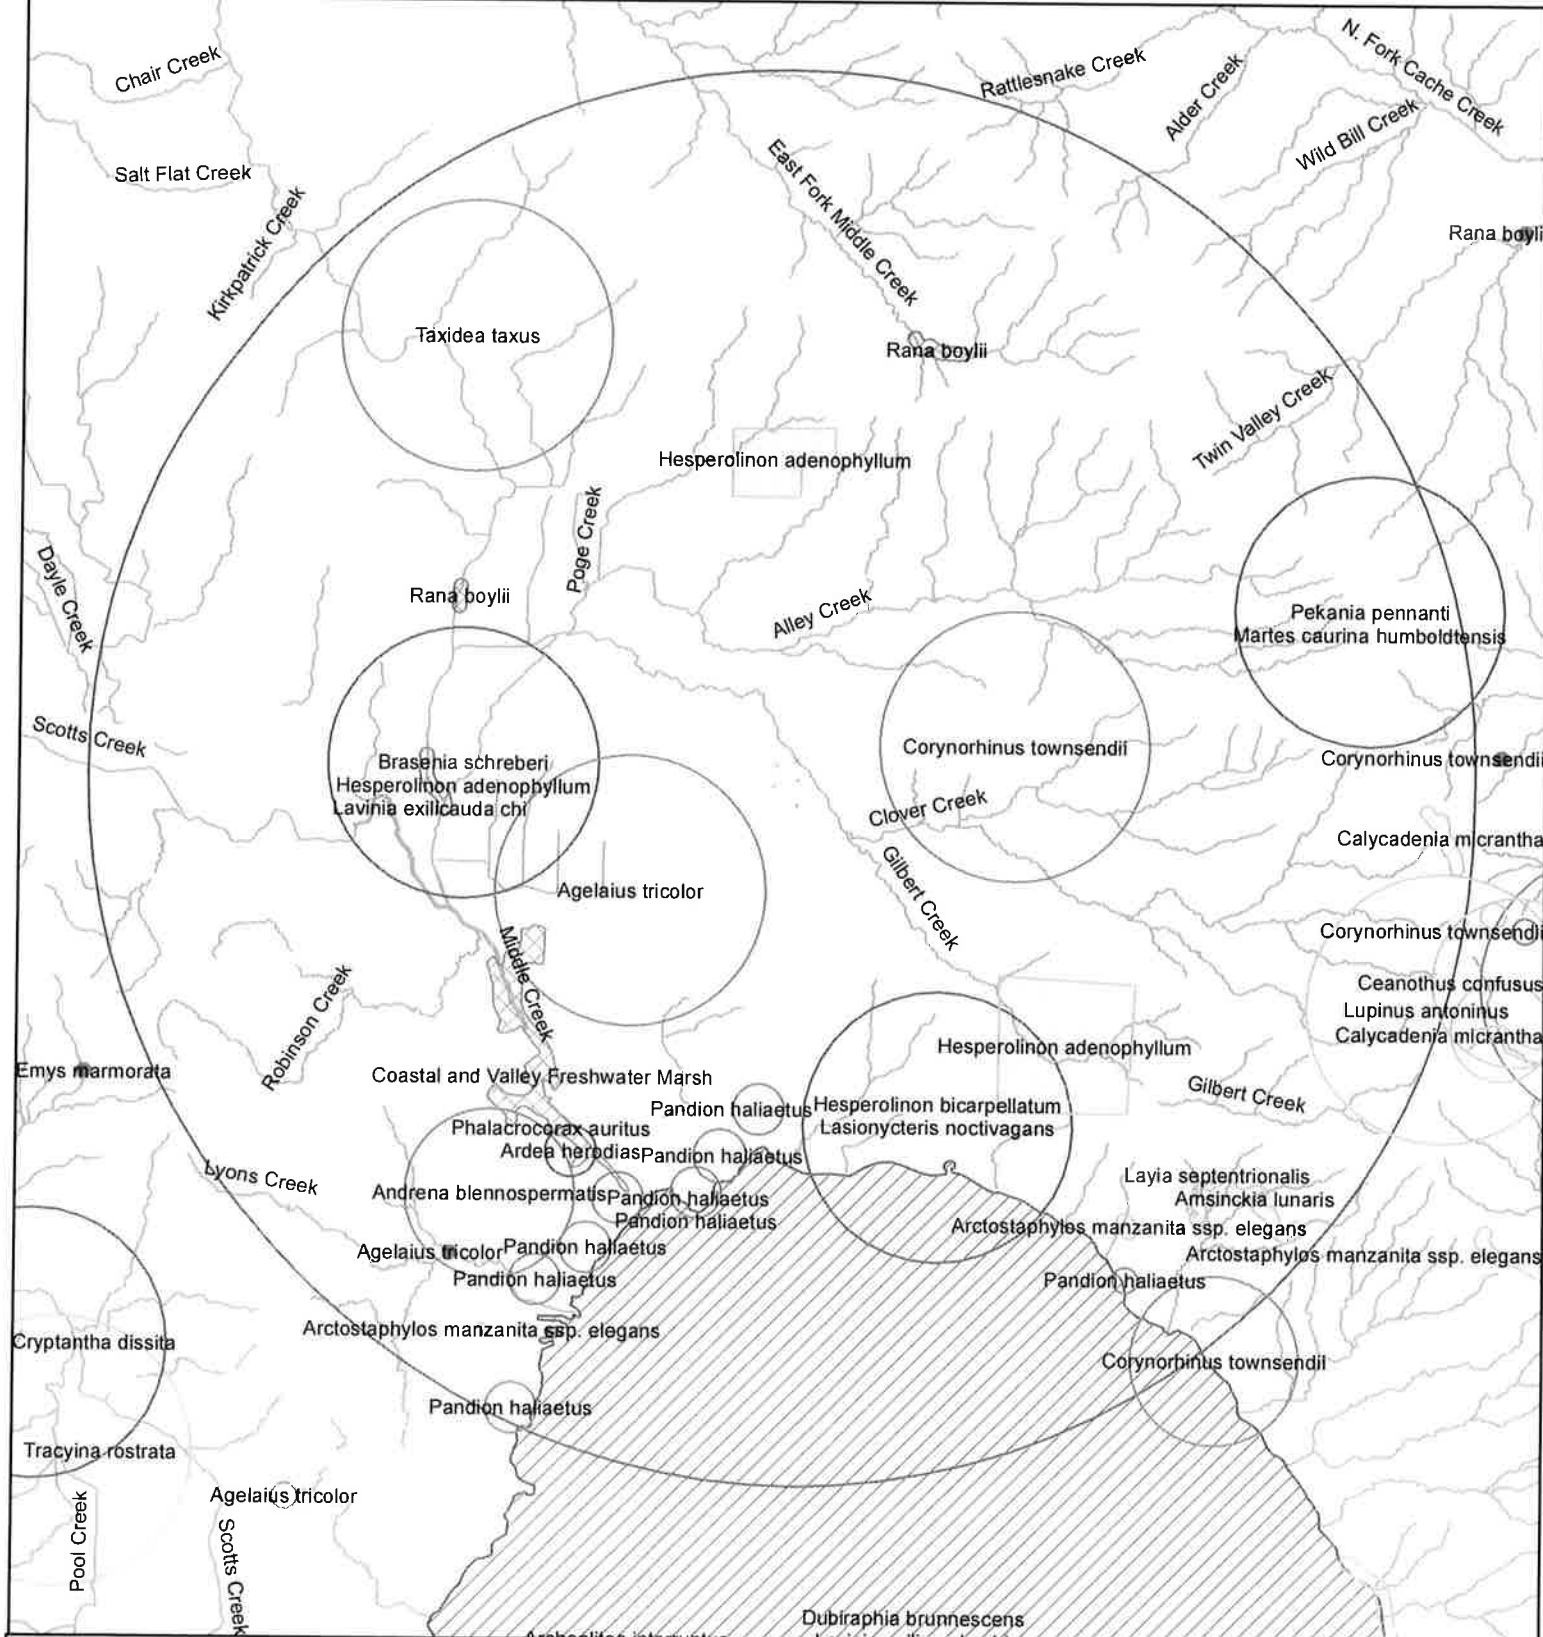 N. Fork Cache Creek
Chair Creek
Rattlesnake Creek
Alder Creek
Wild Bill Creek
Salt Flat Creek
East Fork Middle Creek
Kirkpatrick Creek
Rana boyli
Taxidea taxus
Rana boylii
Twin Valley Creek
Hesperolinon adenophyllum
Poge Creek
Dayle Creek
Rana boylii
Alley Creek
Pekania pennanti
Martes caurina humboldtensis
Scotts Creek
Corynorhinus townsendii
Corynorhinus townsendii
Brasenia schreberi
Hesperolinon adenophyllum
Lavinia exilicauda chi
Clover Creek
Calycadenia micrantha
Gilbert Creek
Agelaius tricolor
Corynorhinus townsendii
Middle Creek
Ceanothus confusus
Lupinus antoninus
Calycadenia micrantha
Robinson Creek
Hesperolinon adenophyllum
Emys marmorata
Coastal and Valley Freshwater Marsh
Gilbert Creek
Pandion haliaetus
Hesperolinon bicarpellatum
Lasionycteris noctivagans
Phalacrocorax auritus
Ardea herodias
Pandion haliaetus
Lyons Creek
Layia septentrionalis
Amsinckia lunaris
Andrena blennospermatis
Pandion haliaetus
Pandion haliaetus
Arctostaphylos manzanita ssp. elegans
Agelaius tricolor
Pandion haliaetus
Arctostaphylos manzanita ssp. elegans
Pandion haliaetus
Pandion haliaetus
Arctostaphylos manzanita ssp. elegans
Cryptantha dissita
Corynorhinus townsendii
Pandion haliaetus
Tracyina rostrata
Agelaius tricolor
Pool Creek
Scotts Creek
Dubiraphia brunnescens